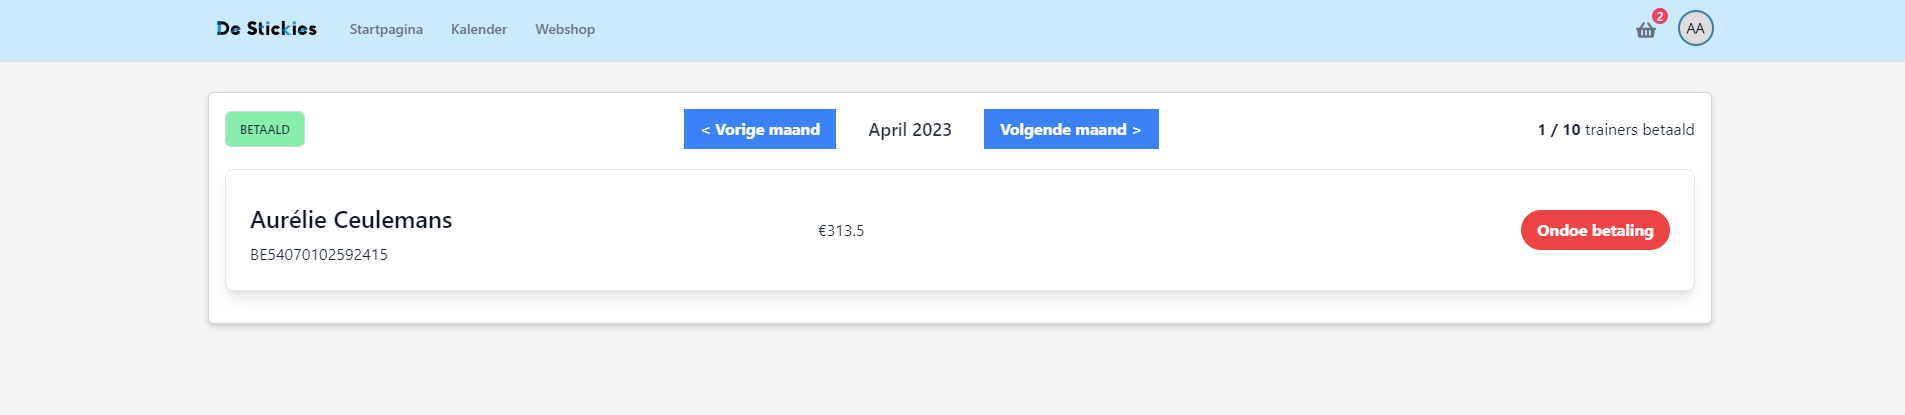 De Stickies Startpagina Kalender Webshop 2 AA
BETAALD < Vorige maand April 2023 Volgende maand > 1 / 10 trainers betaald
Aurélie Ceulemans
€313.5 Ondoe betaling
BE54070102592415